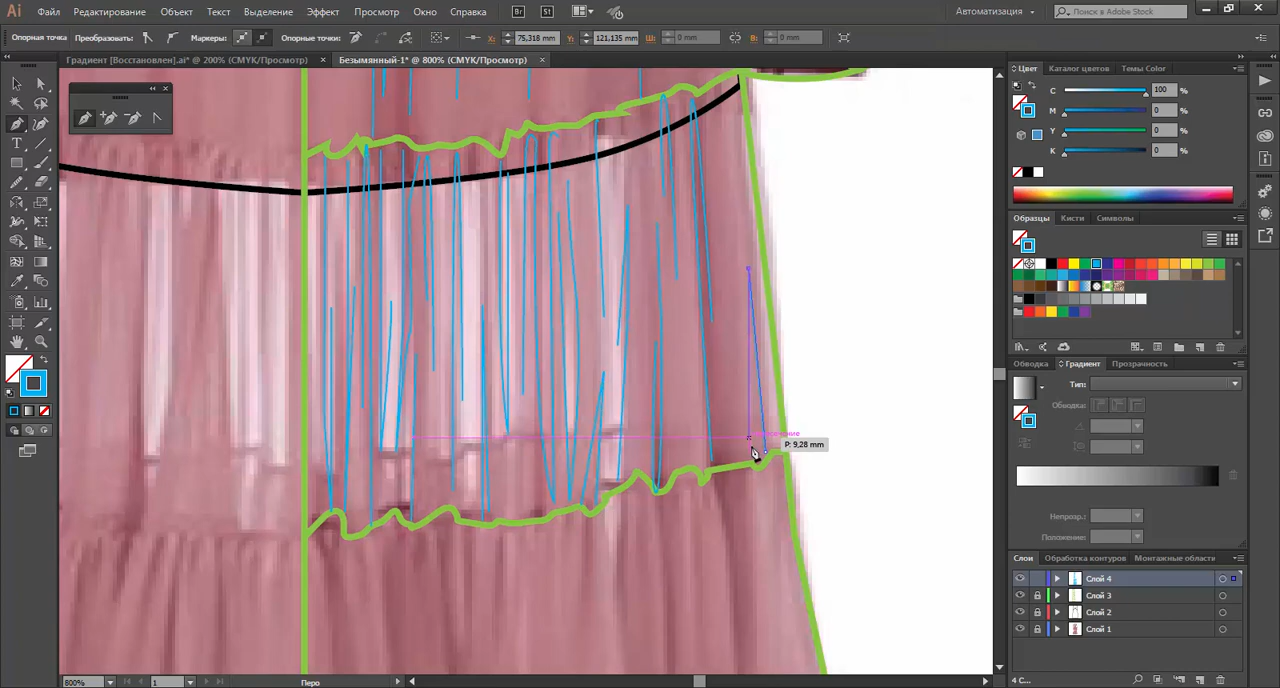 Ai Файл Редактирование Объект Текст Выделение Эффект Просмотр Окно Справка Br St Автоматизация Поиск в Adobe Stock
Опорная точка Преобразовать: Маркеры: Опорные точки: X: 75,318 mm Y: 121,135 mm Ш: 0 mm В: 0 mm
Градиент [Восстановлен].ai* @ 200% (CMYK/Просмотр) × Безымянный-1* @ 800% (CMYK/Просмотр) ×
Цвет Каталог цветов Темы Color
C 100 %
M 0 %
Y 0 %
K 0 %
Образцы Кисти Символы
Обводка Градиент Прозрачность
Тип:
Обводка:
Непрозр.:
Положение:
P: 9,28 mm
Слои Обработка контуров Монтажные области
Слой 4
Слой 3
Слой 2
Слой 1
4 С...
800% 1 Перо